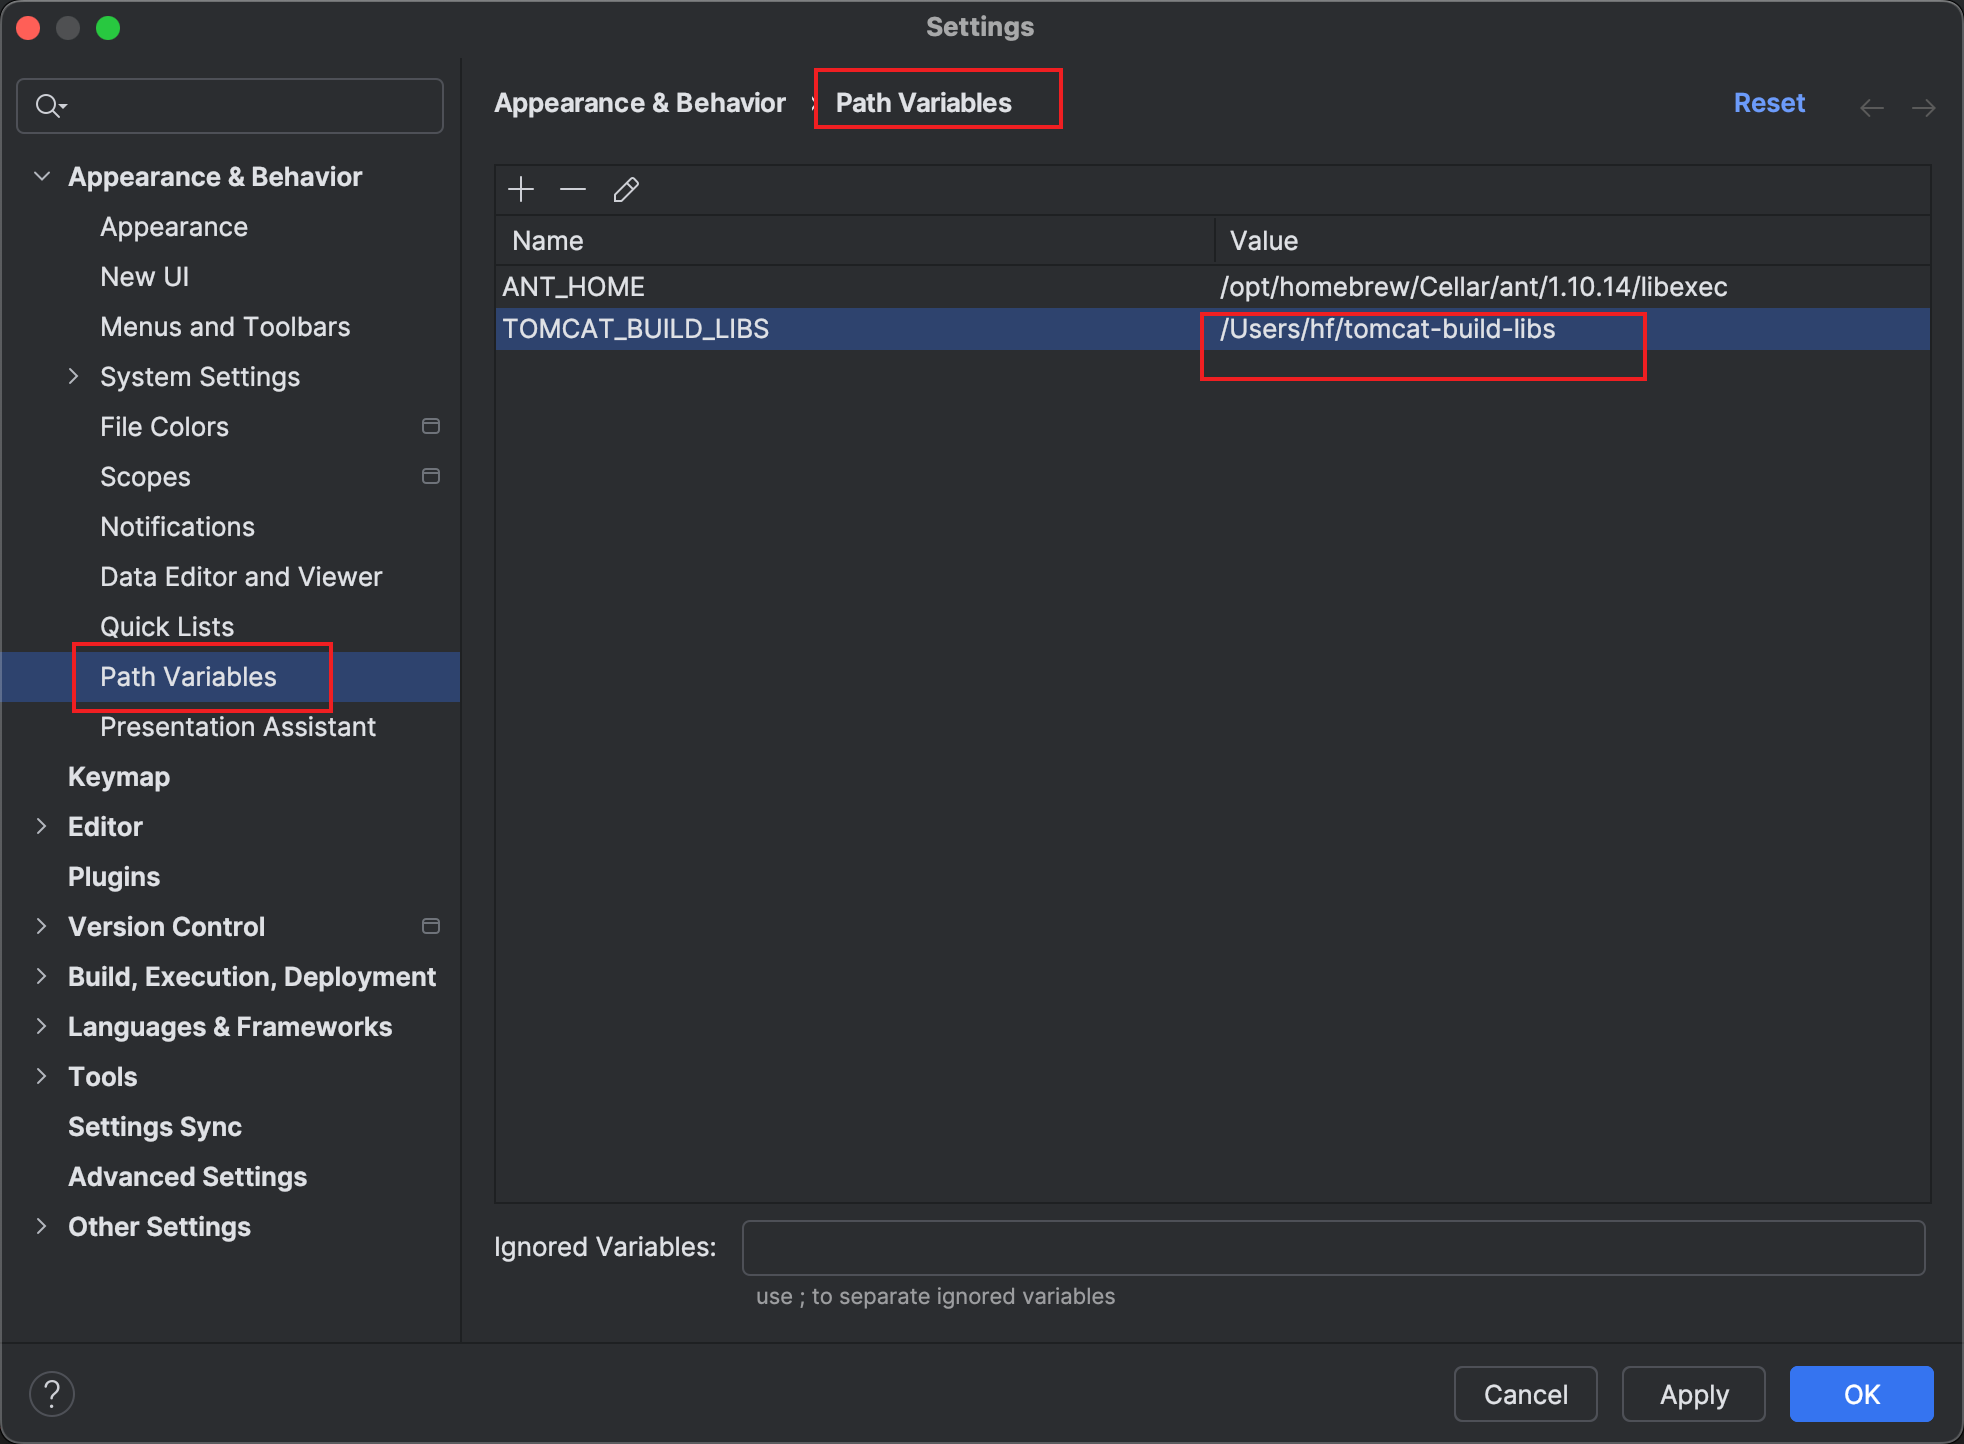 Settings
Appearance & Behavior › Path Variables
Reset
Appearance & Behavior
Appearance
New UI
Menus and Toolbars
System Settings
File Colors
Scopes
Notifications
Data Editor and Viewer
Quick Lists
Path Variables
Presentation Assistant
Keymap
Editor
Plugins
Version Control
Build, Execution, Deployment
Languages & Frameworks
Tools
Settings Sync
Advanced Settings
Other Settings
Name Value
ANT_HOME /opt/homebrew/Cellar/ant/1.10.14/libexec
TOMCAT_BUILD_LIBS /Users/hf/tomcat-build-libs
Ignored Variables:
use ; to separate ignored variables
?
Cancel
Apply
OK